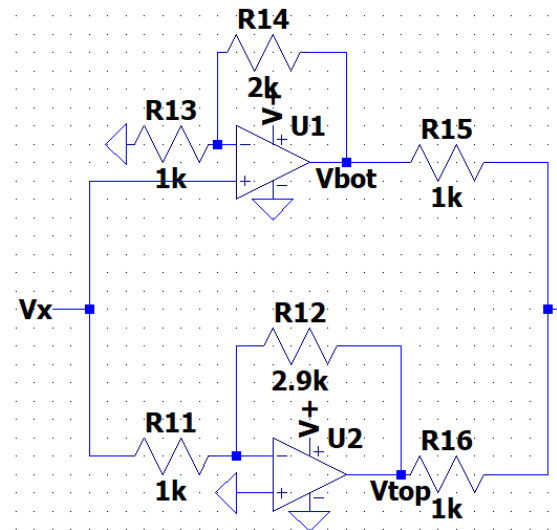 R14
2k
V+
R13
U1
R15
1k
Vbot
1k
Vx
R12
2.9k
V+
R11
U2
R16
1k
Vtop
1k